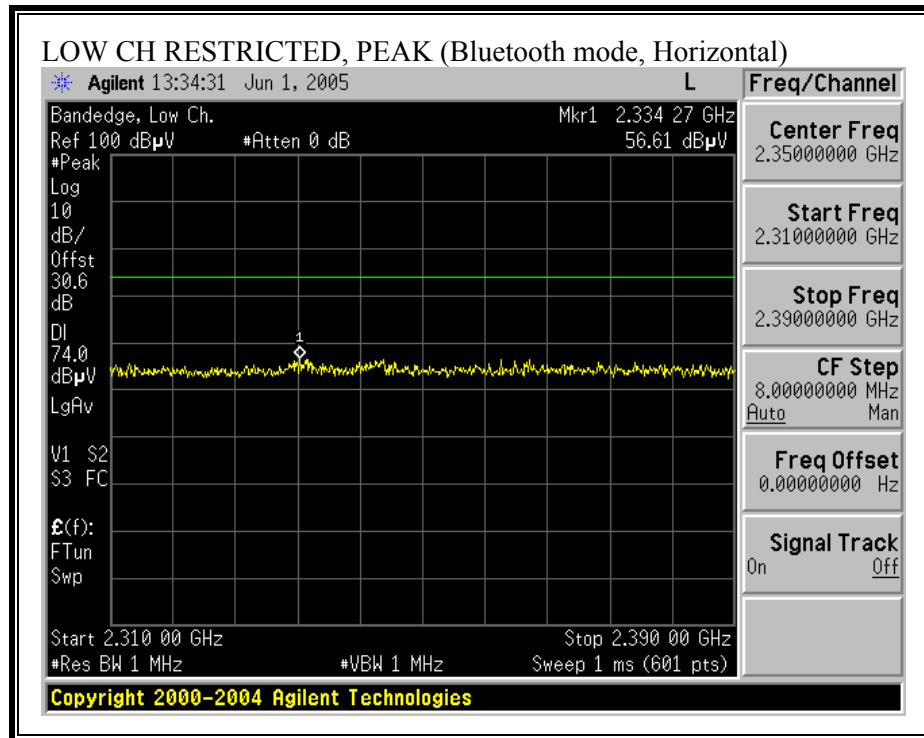 LOW CH RESTRICTED, PEAK (Bluetooth mode, Horizontal)
Agilent 13:34:31 Jun 1, 2005 L Freq/Channel
Bandedge, Low Ch. Mkr1 2.334 27 GHz
Ref 100 dBµV #Atten 0 dB 56.61 dBµV
#Peak
Log
10
dB/
Offst
30.6
dB
DI
74.0
dBµV
LgAv
V1 S2
S3 FC
£(f):
FTun
Swp
1
Start 2.310 00 GHz Stop 2.390 00 GHz
#Res BW 1 MHz #VBW 1 MHz Sweep 1 ms (601 pts)
Center Freq
2.35000000 GHz
Start Freq
2.31000000 GHz
Stop Freq
2.39000000 GHz
CF Step
8.00000000 MHz
Auto Man
Freq Offset
0.00000000 Hz
Signal Track
On Off
Copyright 2000-2004 Agilent Technologies